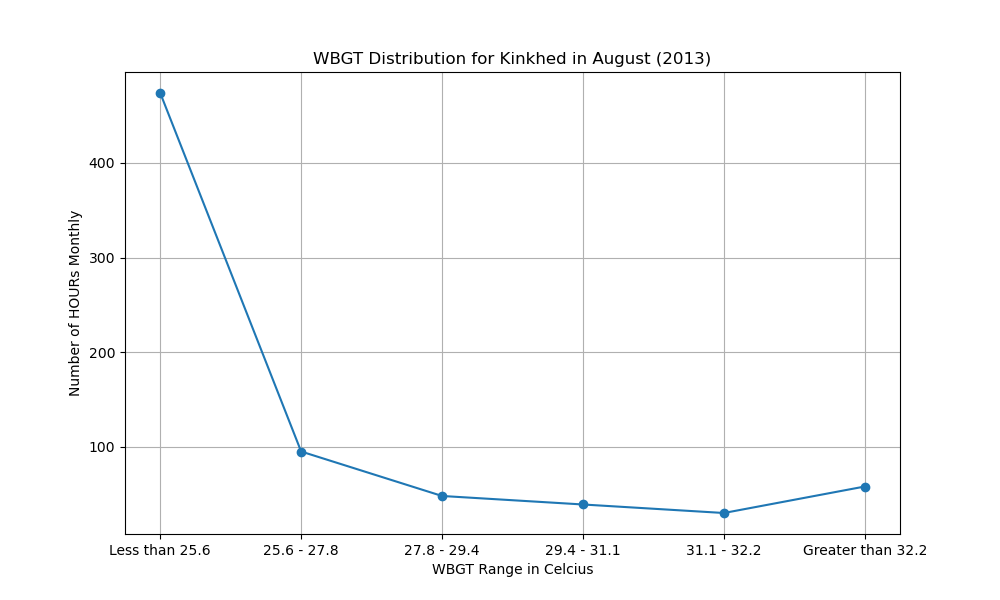 WBGT Distribution for Kinkhed in August (2013)
Number of HOURs Monthly
400
300
200
100
Less than 25.6
25.6 - 27.8
27.8 - 29.4
29.4 - 31.1
31.1 - 32.2
Greater than 32.2
WBGT Range in Celcius